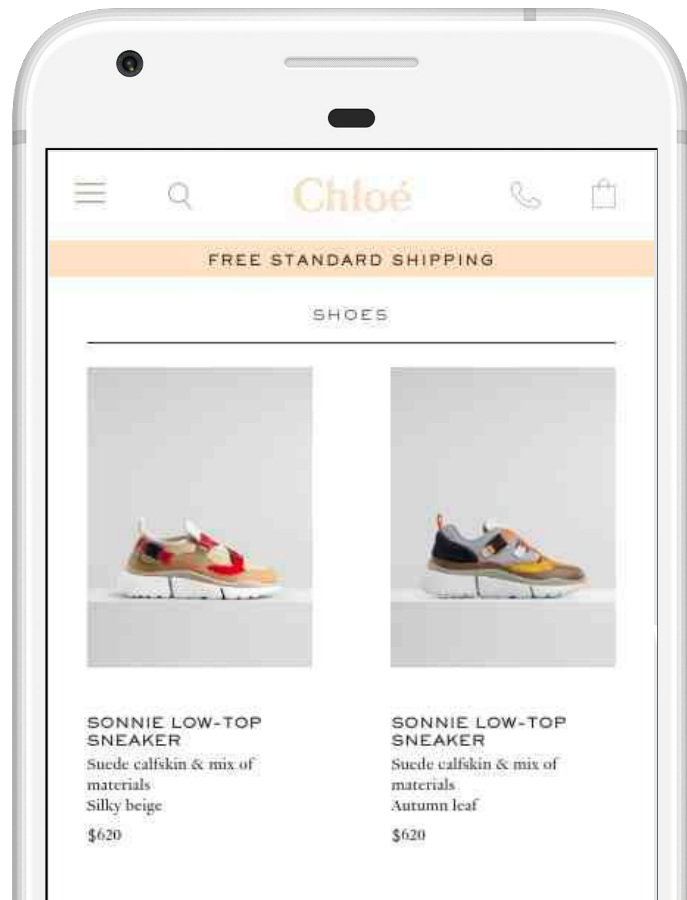 Chloé
FREE STANDARD SHIPPING
SHOES
SONNIE LOW-TOP
SNEAKER
Suede calfskin & mix of
materials
Silky beige
$620
SONNIE LOW-TOP
SNEAKER
Suede calfskin & mix of
materials
Autumn leaf
$620